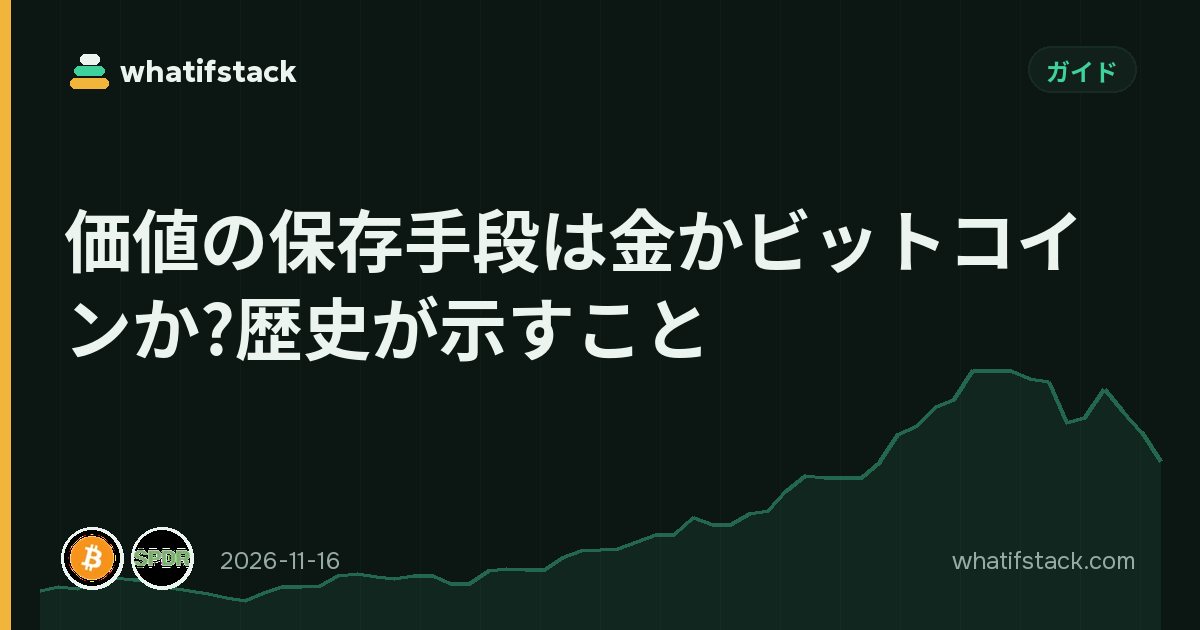 whatifstack
ガイド
価値の保存手段は金かビットコイ
ンか?歴史が示すこと
SPDR
2026-11-16
whatifstack.com